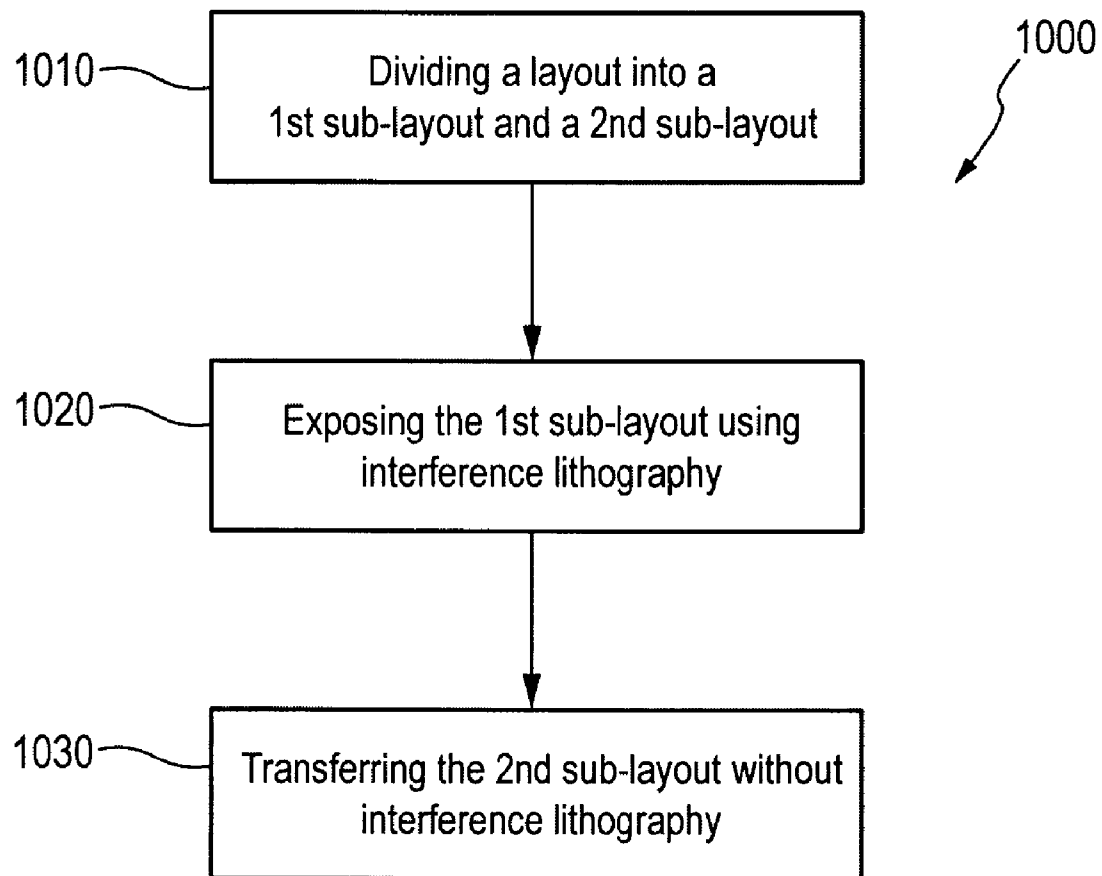 1000
1010
Dividing a layout into a
1st sub-layout and a 2nd sub-layout
1020
Exposing the 1st sub-layout using
interference lithography
1030
Transferring the 2nd sub-layout without
interference lithography